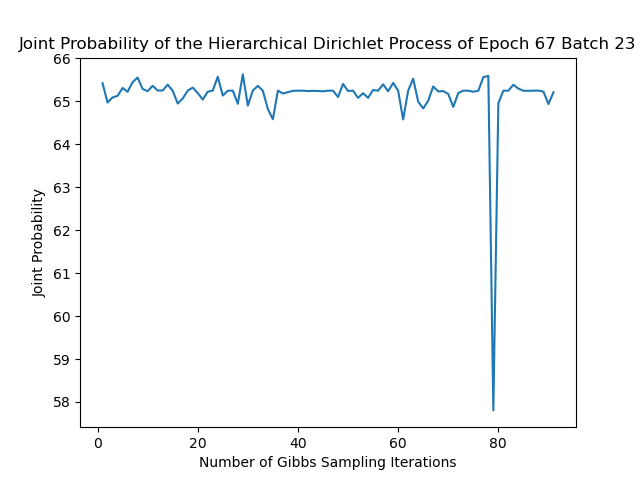 Joint Probability of the Hierarchical Dirichlet Process of Epoch 67 Batch 23
66
65
64
63
62
61
60
59
58
Joint Probability
0 20 40 60 80
Number of Gibbs Sampling Iterations